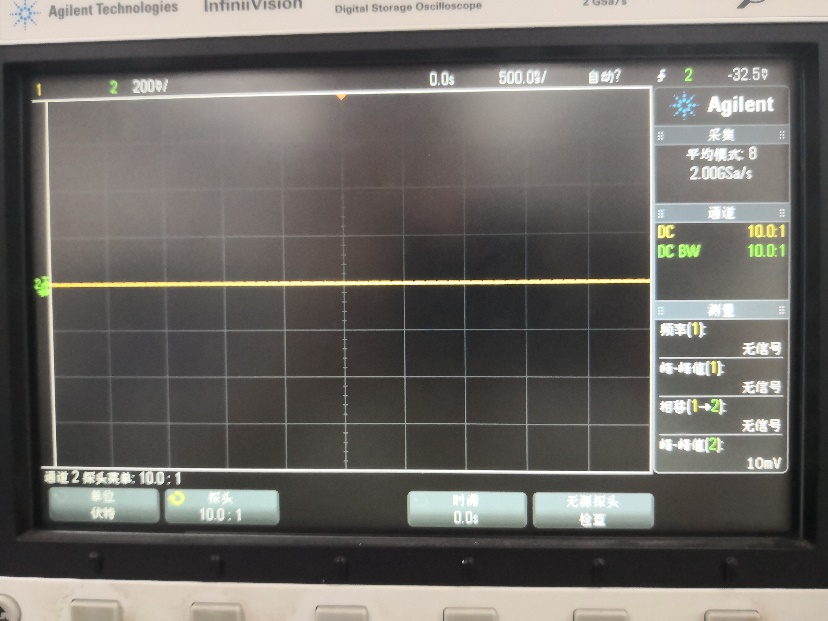 Agilent Technologies InfiniiVision Digital Storage Oscilloscope 2 GSa/s
1 2 200V/ 0.0s 500.0%/ 自动? 2 -32.5V
Agilent
采集
平均模式: 8
2.00GSa/s
通道
DC 10.0:1
DC BW 10.0:1
测量
频率(1):
无信号
峰-峰值(1):
无信号
相移(1→2):
无信号
峰-峰值(2):
10mV
通道 2 探头菜单: 10.0 : 1
单位
伏特
探头
10.0 : 1
时滞
0.0s
无源探头
检查